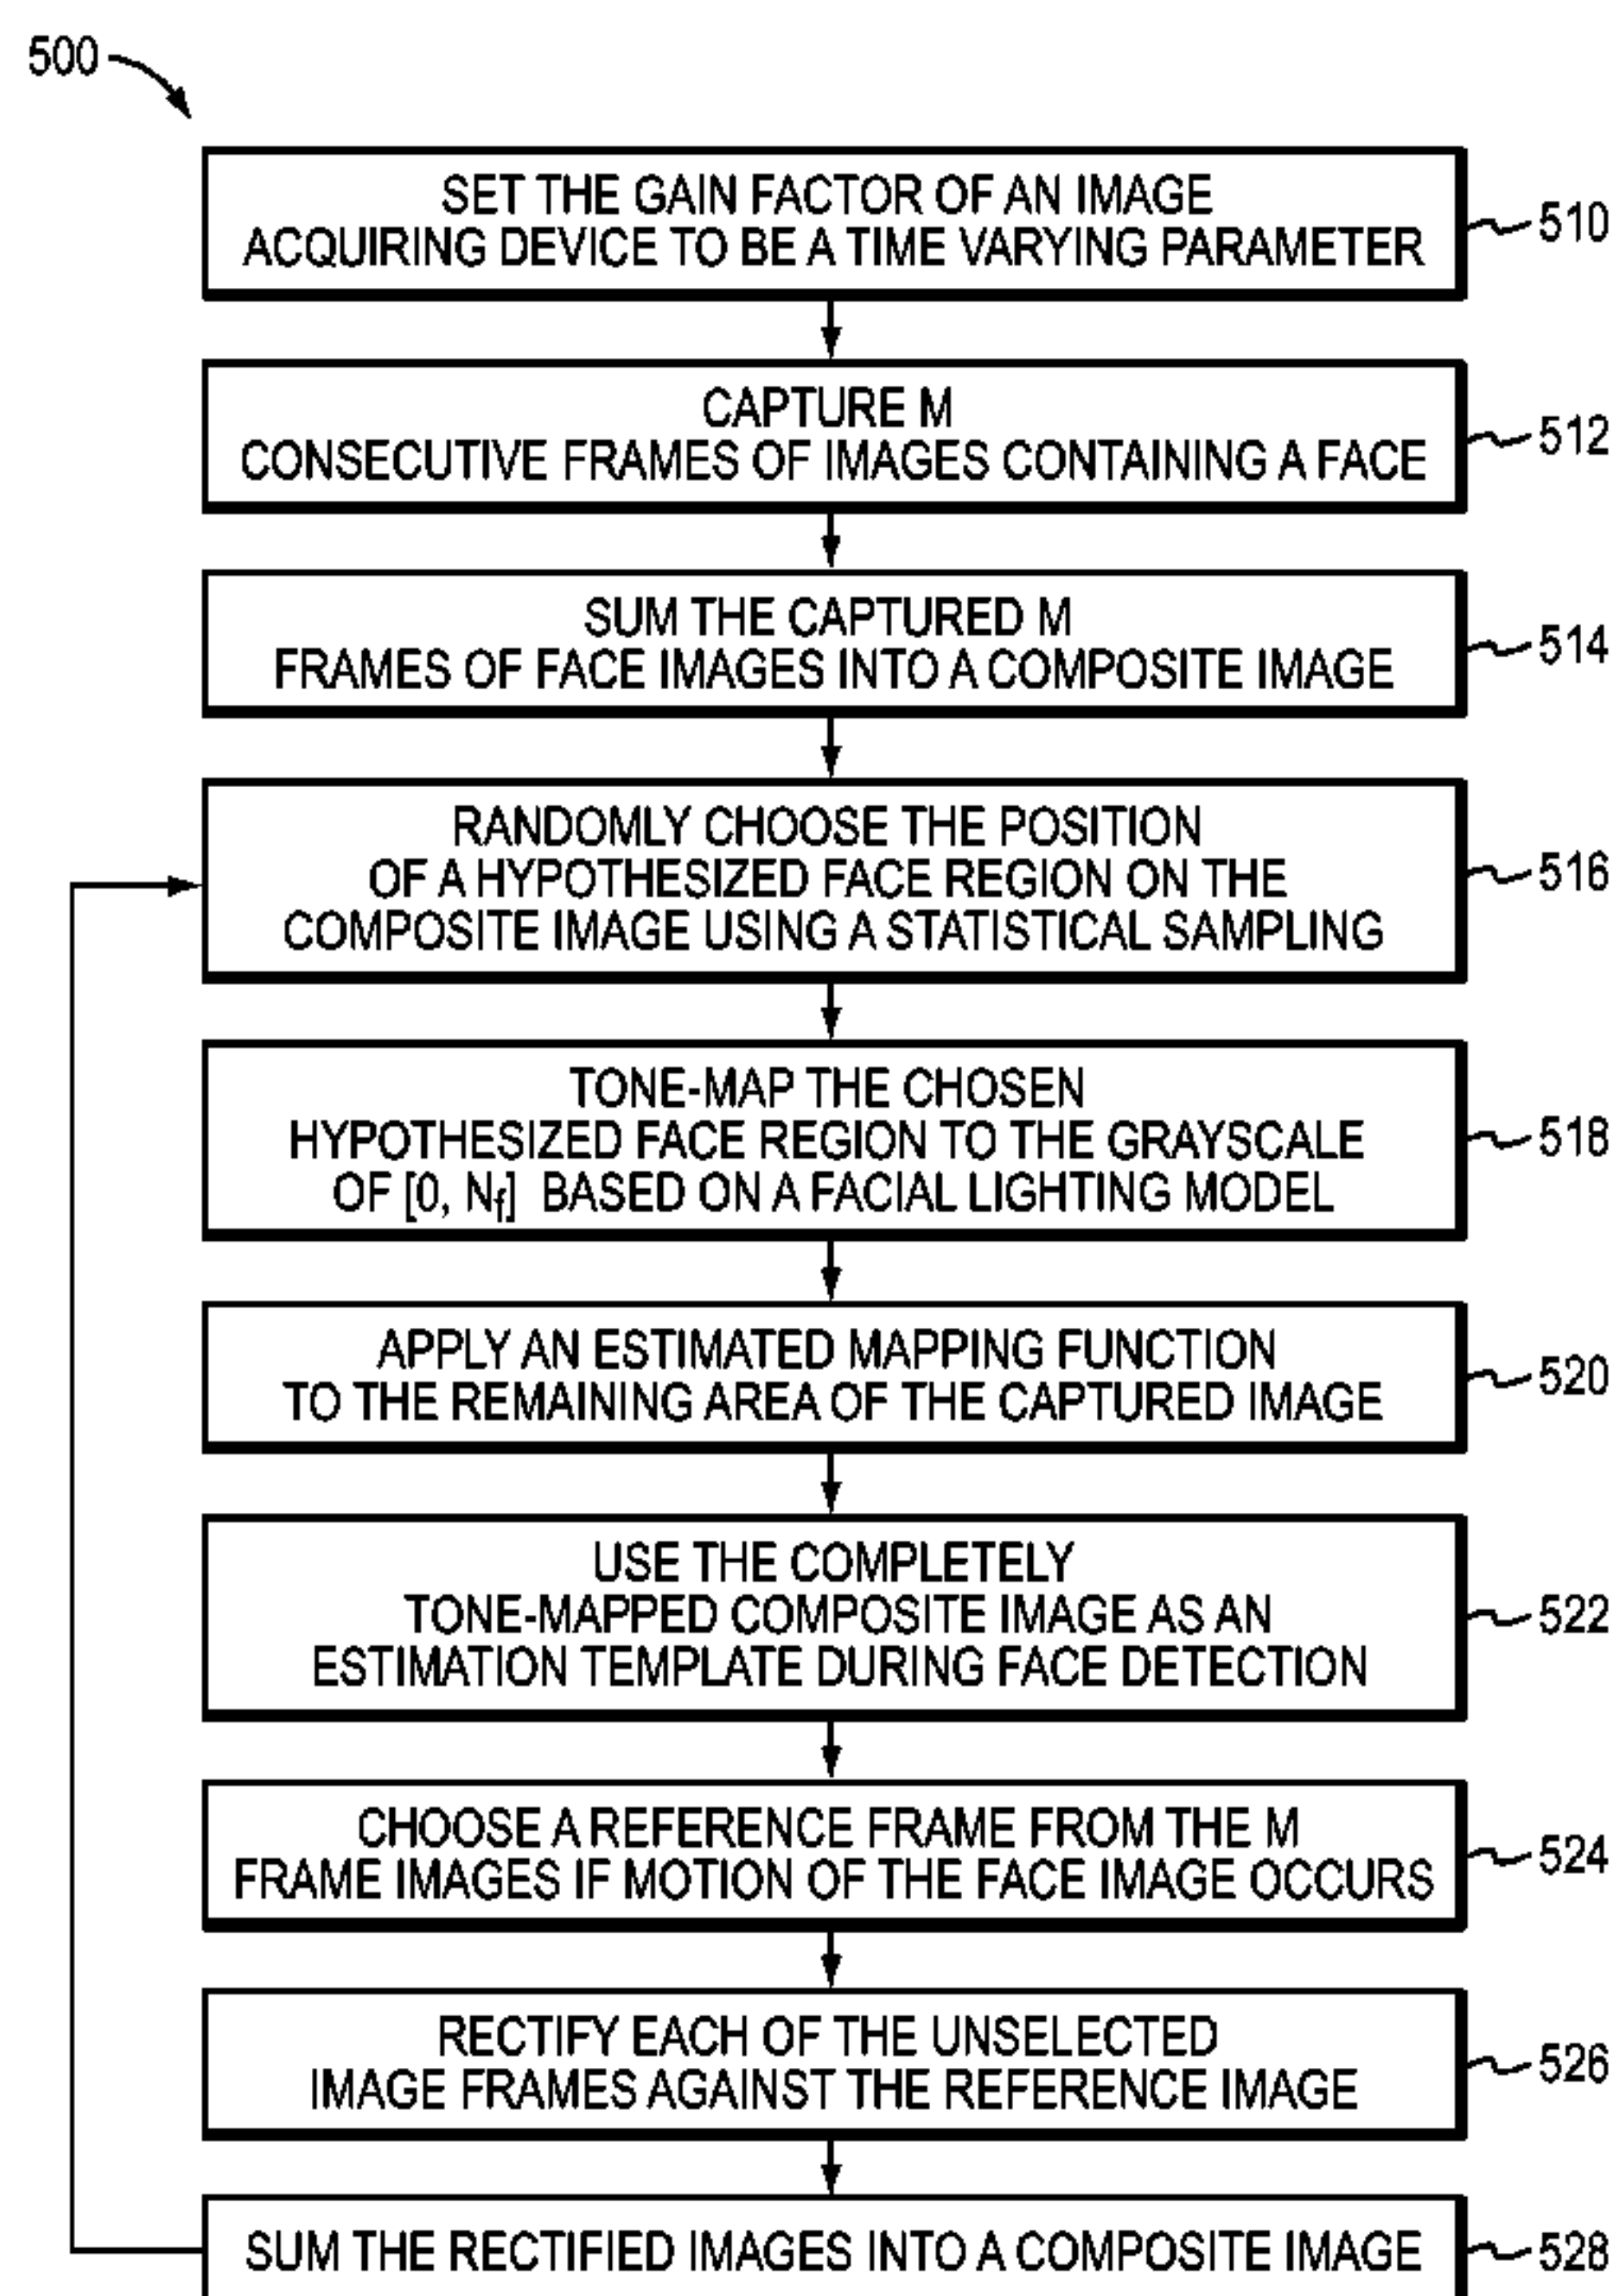 500
SET THE GAIN FACTOR OF AN IMAGE
ACQUIRING DEVICE TO BE A TIME VARYING PARAMETER
510
CAPTURE M
CONSECUTIVE FRAMES OF IMAGES CONTAINING A FACE
512
SUM THE CAPTURED M
FRAMES OF FACE IMAGES INTO A COMPOSITE IMAGE
514
RANDOMLY CHOOSE THE POSITION
OF A HYPOTHESIZED FACE REGION ON THE
COMPOSITE IMAGE USING A STATISTICAL SAMPLING
516
TONE-MAP THE CHOSEN
HYPOTHESIZED FACE REGION TO THE GRAYSCALE
OF [0, Nf] BASED ON A FACIAL LIGHTING MODEL
518
APPLY AN ESTIMATED MAPPING FUNCTION
TO THE REMAINING AREA OF THE CAPTURED IMAGE
520
USE THE COMPLETELY
TONE-MAPPED COMPOSITE IMAGE AS AN
ESTIMATION TEMPLATE DURING FACE DETECTION
522
CHOOSE A REFERENCE FRAME FROM THE M
FRAME IMAGES IF MOTION OF THE FACE IMAGE OCCURS
524
RECTIFY EACH OF THE UNSELECTED
IMAGE FRAMES AGAINST THE REFERENCE IMAGE
526
SUM THE RECTIFIED IMAGES INTO A COMPOSITE IMAGE
528